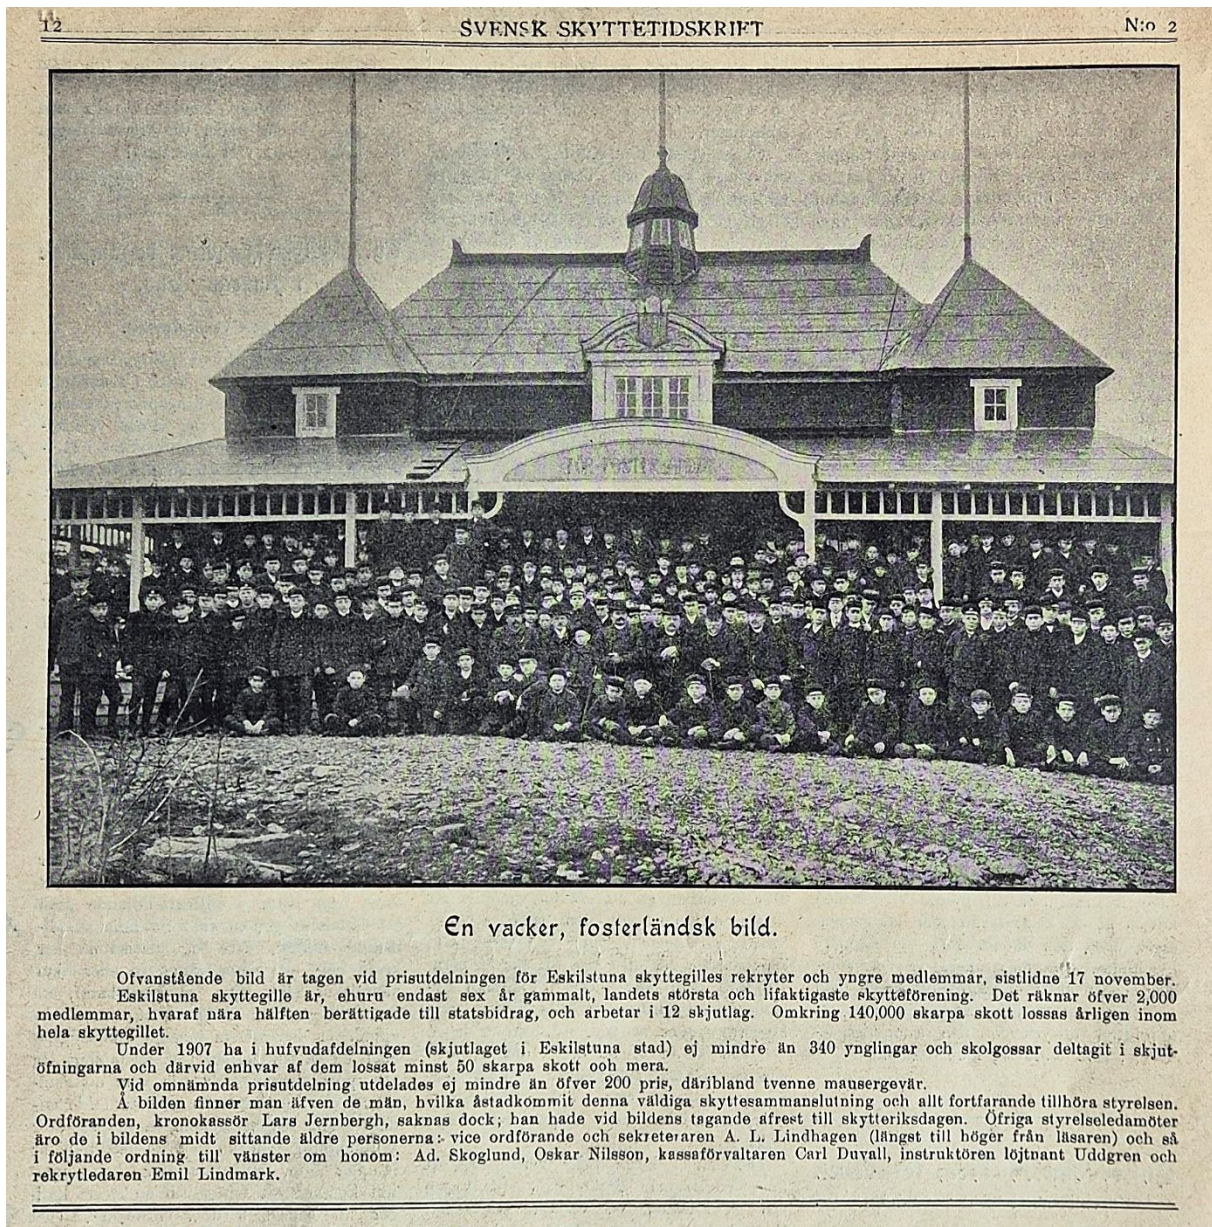 12
SVENSK SKYTTETIDSKRIFT
N:o 2
En vacker, fosterländsk bild.
Ofvanstående bild är tagen vid prisutdelningen för Eskilstuna skyttegilles rekryter och yngre medlemmar, sistlidne 17 november.
Eskilstuna skyttegille är, ehuru endast sex år gammalt, landets största och lifaktigaste skytteförening. Det räknar öfver 2,000
medlemmar, hvaraf nära hälften berättigade till statsbidrag, och arbetar i 12 skjutlag. Omkring 140,000 skarpa skott lossas årligen inom
hela skyttegillet.
Under 1907 ha i hufvudafdelningen (skjutlaget i Eskilstuna stad) ej mindre än 340 ynglingar och skolgossar deltagit i skjut-
öfningarna och därvid enhvar af dem lossat minst 50 skarpa skott och mera.
Vid omnämnda prisutdelning utdelades ej mindre än öfver 200 pris, däribland tvenne mausergevär.
Å bilden finner man äfven de män, hvilka åstadkommit denna väldiga skyttesammanslutning och allt fortfarande tillhöra styrelsen.
Ordföranden, kronokassör Lars Jernbergh, saknas dock; han hade vid bildens tagande afrest till skytteriksdagen. Öfriga styrelseledamöter
äro de i bildens midt sittande äldre personerna: vice ordförande och sekreteraren A. L. Lindhagen (längst till höger från läsaren) och så
i följande ordning till vänster om honom: Ad. Skoglund, Oskar Nilsson, kassaförvaltaren Carl Duvall, instruktören löjtnant Uddgren och
rekrytledaren Emil Lindmark.